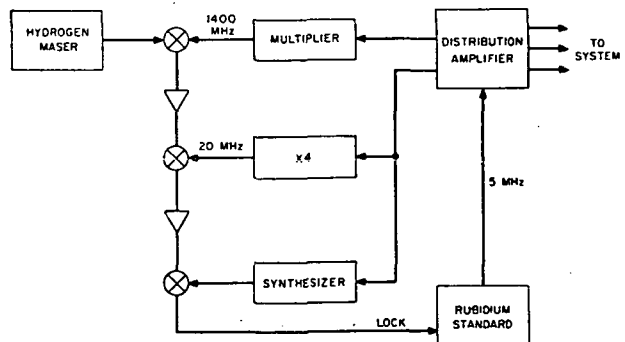 HYDROGEN
MASER
1400
MHz
MULTIPLIER
DISTRIBUTION
AMPLIFIER
TO
SYSTEM
20 MHz
X4
5 MHz
SYNTHESIZER
LOCK
RUBIDIUM
STANDARD